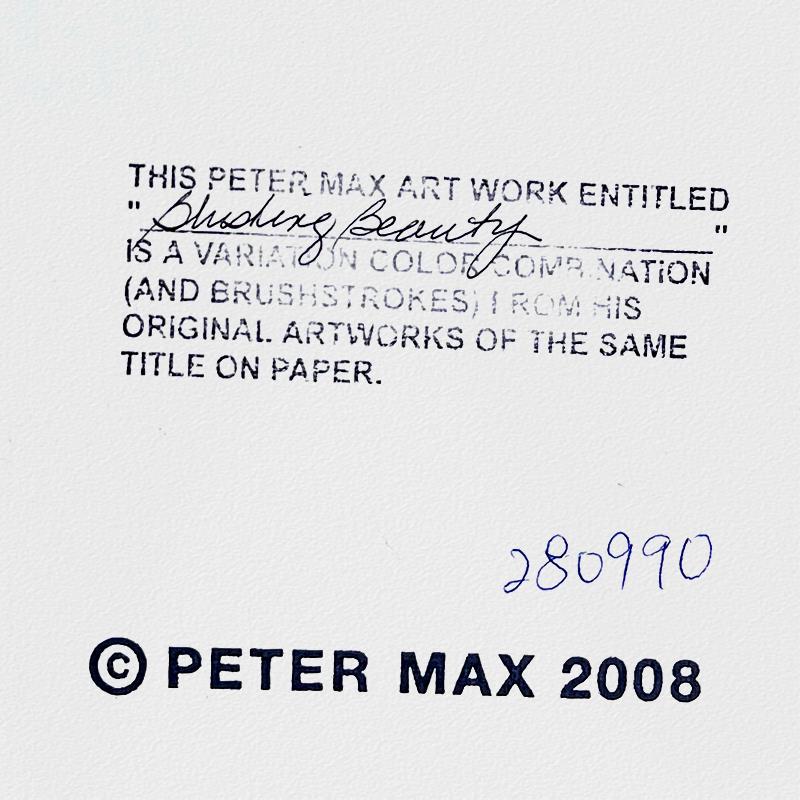 THIS PETER MAX ART WORK ENTITLED
"Blushing Beauty"
IS A VARIATION COLOR COMBINATION
(AND BRUSHSTROKES) FROM HIS
ORIGINAL ARTWORKS OF THE SAME
TITLE ON PAPER.
280990
© PETER MAX 2008